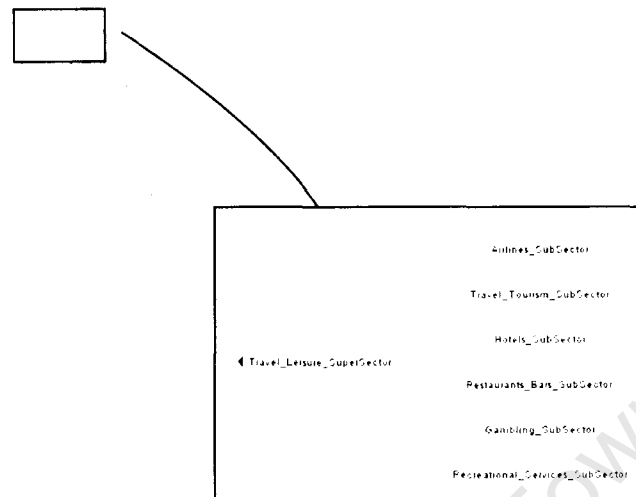 Airlines_SubSector
Travel_Tourism_SubSector
Hotels_SubSector
Travel_Leisure_SuperSector
Restaurants_Bars_SubSector
Gambling_SubSector
Recreational_Services_SubSector